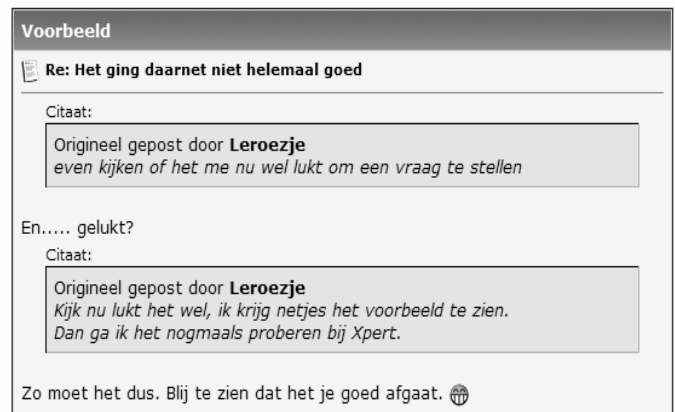 Voorbeeld
Re: Het ging daarnet niet helemaal goed
Citaat:
Origineel gepost door Leroezje
even kijken of het me nu wel lukt om een vraag te stellen
En..... gelukt?
Citaat:
Origineel gepost door Leroezje
Kijk nu lukt het wel, ik krijg netjes het voorbeeld te zien.
Dan ga ik het nogmaals proberen bij Xpert.
Zo moet het dus. Blij te zien dat het je goed afgaat.